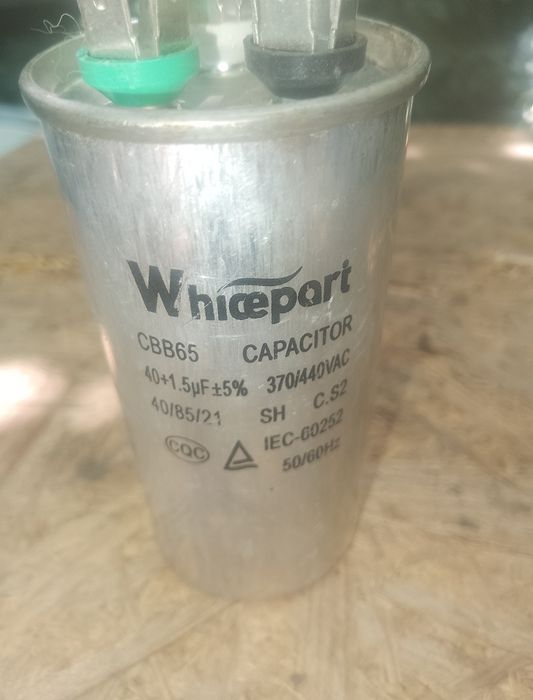 Whicepart
CBB65 CAPACITOR
40+1.5μF±5% 370/440VAC
40/85/21 SH C.S2
CQC IEC-60252
50/60Hz